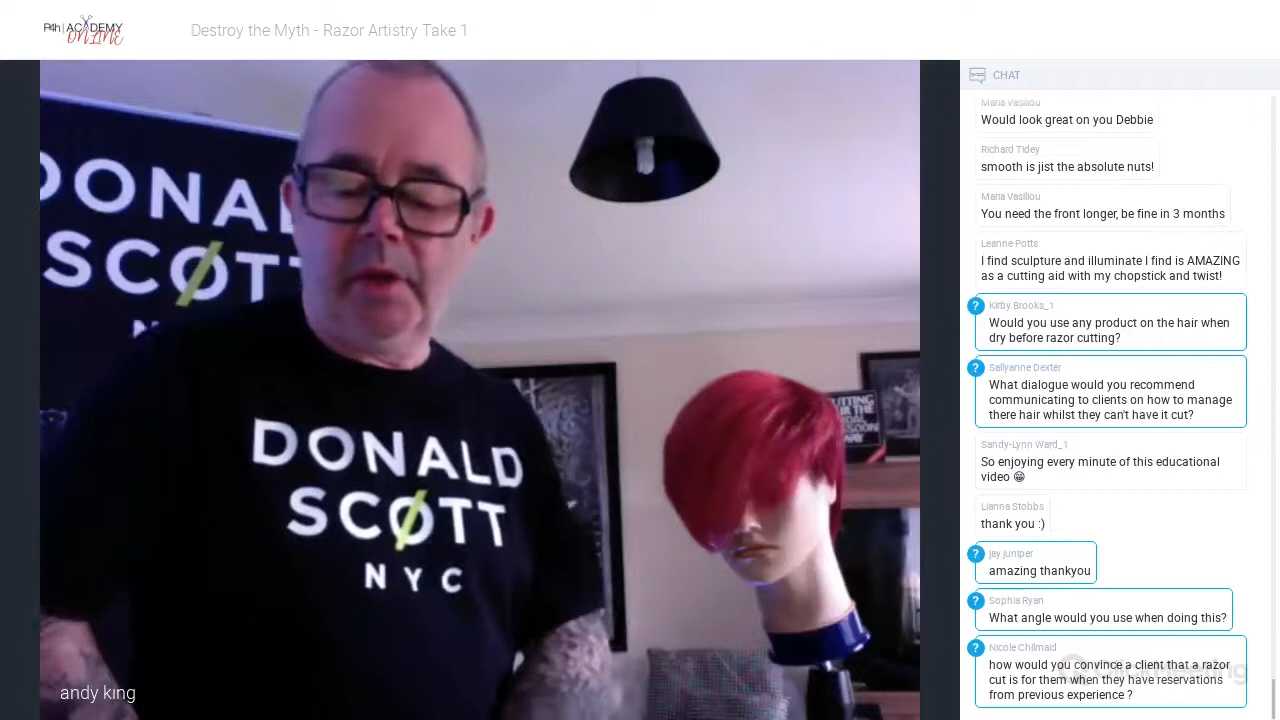 P4h | ACADEMY
ONLINE
Destroy the Myth - Razor Artistry Take 1
CHAT
Maria Vasiliou
Would look great on you Debbie
Richard Tidey
smooth is jist the absolute nuts!
Maria Vasiliou
You need the front longer, be fine in 3 months
Leanne Potts
I find sculpture and illuminate I find is AMAZING
as a cutting aid with my chopstick and twist!
? Kirby Brooks_1
Would you use any product on the hair when
dry before razor cutting?
? Sallyanne Dexter
What dialogue would you recommend
communicating to clients on how to manage
there hair whilst they can't have it cut?
Sandy-Lynn Ward_1
So enjoying every minute of this educational
video 😁
Lianna Stobbs
thank you :)
? jay juniper
amazing thankyou
? Sophia Ryan
What angle would you use when doing this?
? Nicole Chilmaid
how would you convince a client that a razor
cut is for them when they have reservations
from previous experience ?
DONAL
SCØTT
N
DONALD
SCØTT
NYC
andy king